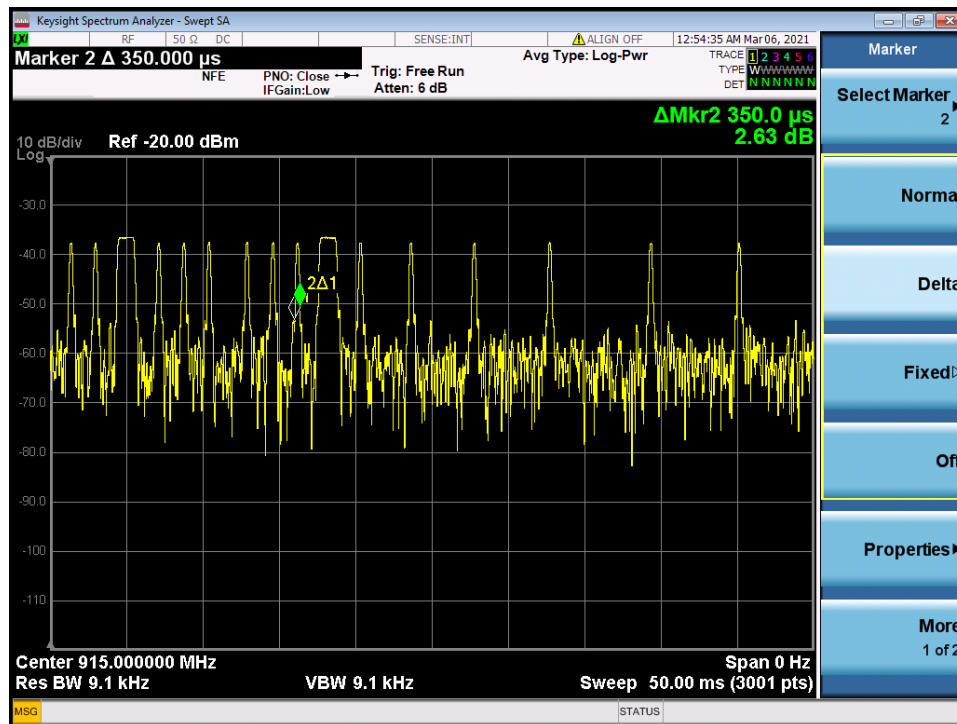 Keysight Spectrum Analyzer - Swept SA
LXI RF 50 Ω DC SENSE:INT ALIGN OFF 12:54:35 AM Mar 06, 2021
Marker 2 Δ 350.000 µs
NFE
PNO: Close
IFGain:Low
Trig: Free Run
Atten: 6 dB
Avg Type: Log-Pwr
TRACE 1 2 3 4 5 6
TYPE WWWWWW
DET N N N N N N
ΔMkr2 350.0 µs
2.63 dB
10 dB/div Ref -20.00 dBm
Log
-30.0
-40.0
-50.0
-60.0
-70.0
-80.0
-90.0
-100
-110
2Δ1
Center 915.000000 MHz Span 0 Hz
Res BW 9.1 kHz VBW 9.1 kHz Sweep 50.00 ms (3001 pts)
MSG STATUS
Marker
Select Marker
2
Norma
Delta
Fixed
Off
Properties
More
1 of 2